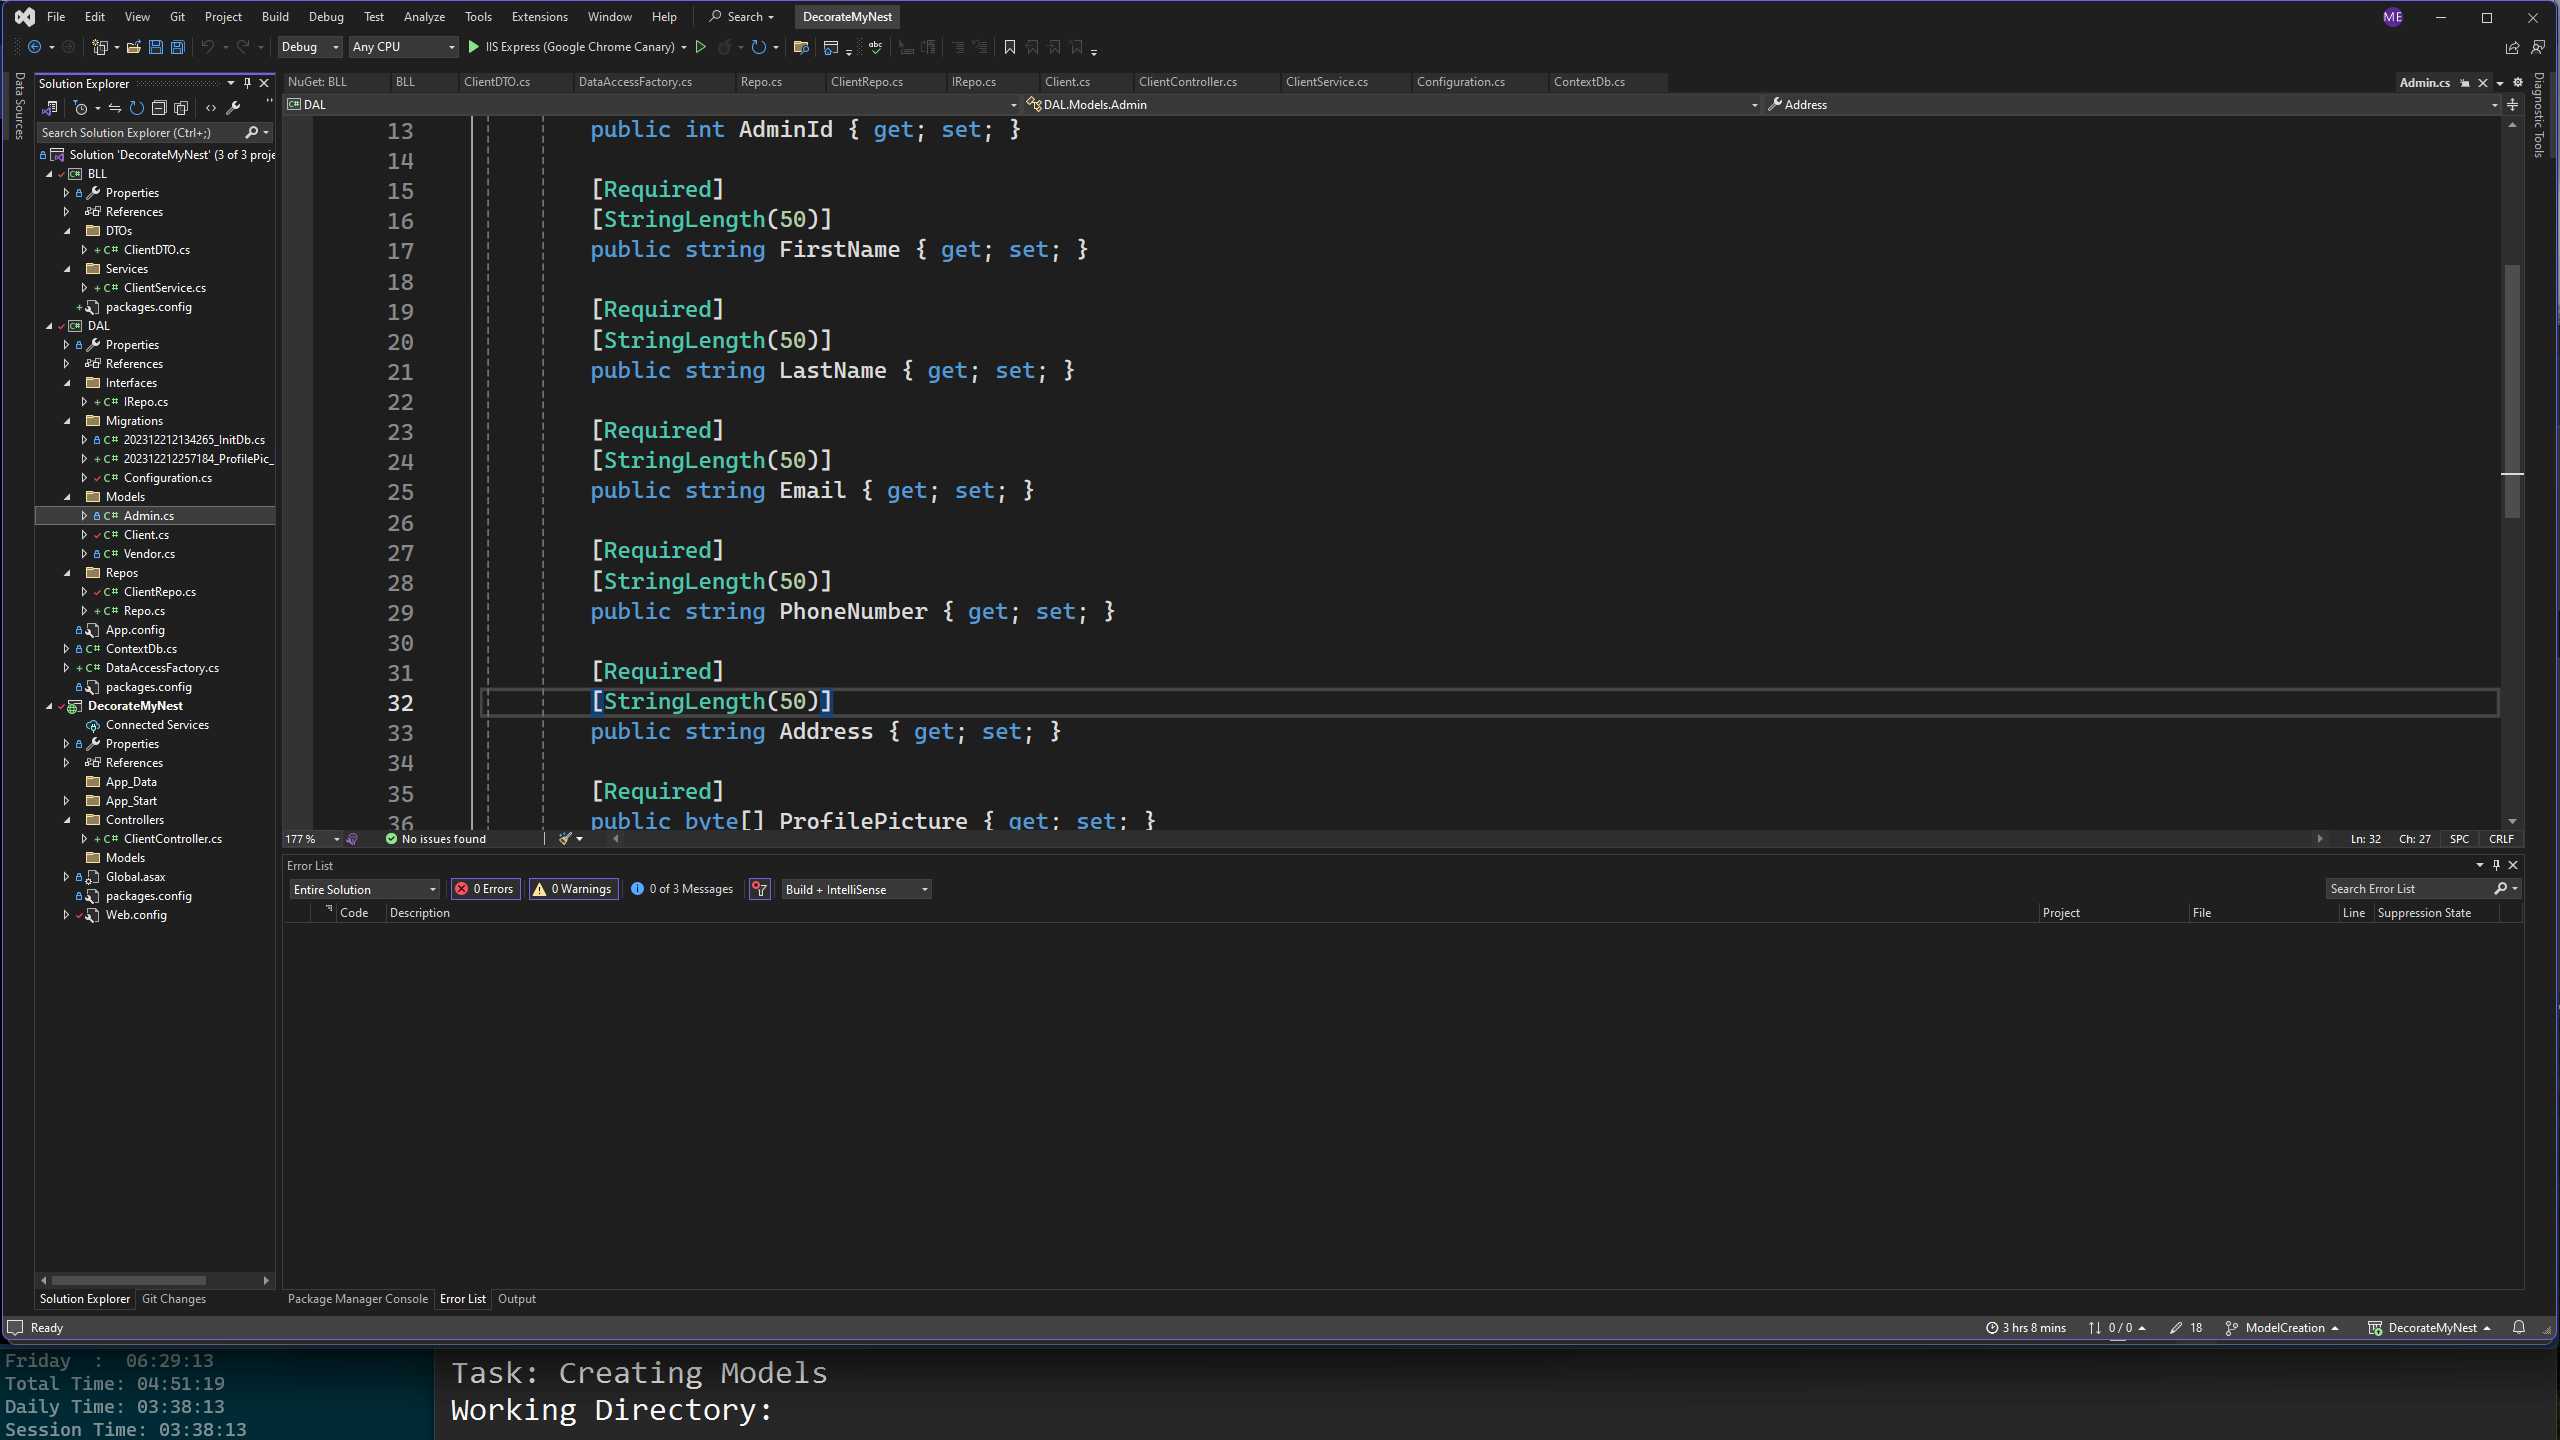 File Edit View Git Project Build Debug Test Analyze Tools Extensions Window Help Search DecorateMyNest ME
Debug Any CPU IIS Express (Google Chrome Canary)
Data Sources
Solution Explorer
Search Solution Explorer (Ctrl+;)
Solution 'DecorateMyNest' (3 of 3 proje
BLL
Properties
References
DTOs
C# ClientDTO.cs
Services
C# ClientService.cs
packages.config
DAL
Properties
References
Interfaces
C# IRepo.cs
Migrations
C# 202312212134265_InitDb.cs
C# 202312212257184_ProfilePic_
C# Configuration.cs
Models
C# Admin.cs
C# Client.cs
C# Vendor.cs
Repos
C# ClientRepo.cs
C# Repo.cs
App.config
C# ContextDb.cs
C# DataAccessFactory.cs
packages.config
DecorateMyNest
Connected Services
Properties
References
App_Data
App_Start
Controllers
C# ClientController.cs
Models
Global.asax
packages.config
Web.config
Solution Explorer Git Changes
NuGet: BLL BLL ClientDTO.cs DataAccessFactory.cs Repo.cs ClientRepo.cs IRepo.cs Client.cs ClientController.cs ClientService.cs Configuration.cs ContextDb.cs Admin.cs
DAL DAL.Models.Admin Address
Diagnostic Tools
13 public int AdminId { get; set; }
14
15 [Required]
16 [StringLength(50)]
17 public string FirstName { get; set; }
18
19 [Required]
20 [StringLength(50)]
21 public string LastName { get; set; }
22
23 [Required]
24 [StringLength(50)]
25 public string Email { get; set; }
26
27 [Required]
28 [StringLength(50)]
29 public string PhoneNumber { get; set; }
30
31 [Required]
32 [StringLength(50)]
33 public string Address { get; set; }
34
35 [Required]
36 public byte[] ProfilePicture { get; set; }
177 % No issues found Ln: 32 Ch: 27 SPC CRLF
Error List
Entire Solution 0 Errors 0 Warnings 0 of 3 Messages Build + IntelliSense Search Error List
Code Description Project File Line Suppression State
Package Manager Console Error List Output
Ready 3 hrs 8 mins 0 / 0 18 ModelCreation DecorateMyNest
Friday : 06:29:13
Total Time: 04:51:19
Daily Time: 03:38:13
Session Time: 03:38:13
Task: Creating Models
Working Directory: